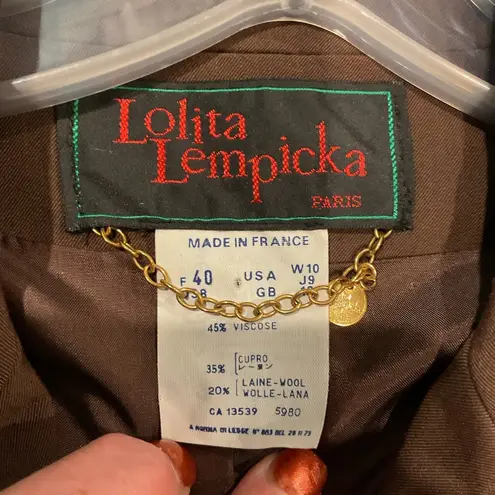 Lolita
Lempicka
PARIS
MADE IN FRANCE
F 40 USA W10 J9
GB
45% VISCOSE
35% CUPRO
レーヨン
20% LAINE-WOOL
WOLLE-LANA
CA 13539 5980